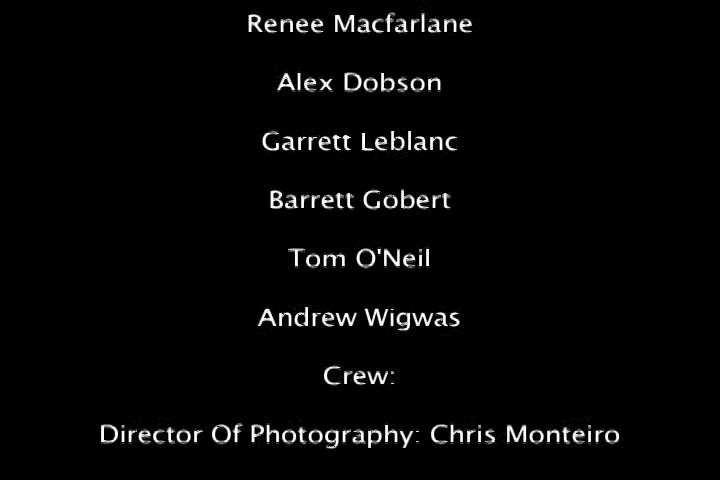 Renee Macfarlane
Alex Dobson
Garrett Leblanc
Barrett Gobert
Tom O'Neil
Andrew Wigwas
Crew:
Director Of Photography: Chris Monteiro